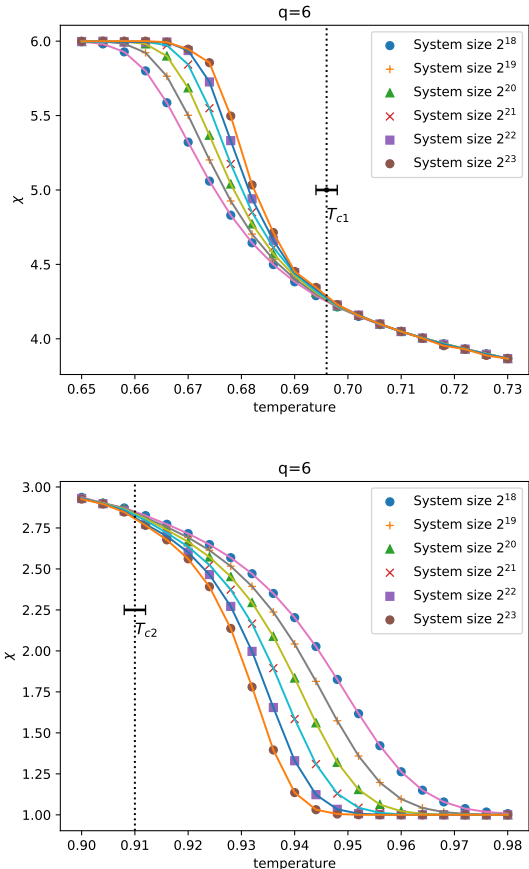 q=6
6.0
5.5
5.0
4.5
4.0
χ
System size 2^18
System size 2^19
System size 2^20
System size 2^21
System size 2^22
System size 2^23
T_c1
0.65 0.66 0.67 0.68 0.69 0.70 0.71 0.72 0.73
temperature
q=6
3.00
2.75
2.50
2.25
2.00
1.75
1.50
1.25
1.00
χ
System size 2^18
System size 2^19
System size 2^20
System size 2^21
System size 2^22
System size 2^23
T_c2
0.90 0.91 0.92 0.93 0.94 0.95 0.96 0.97 0.98
temperature